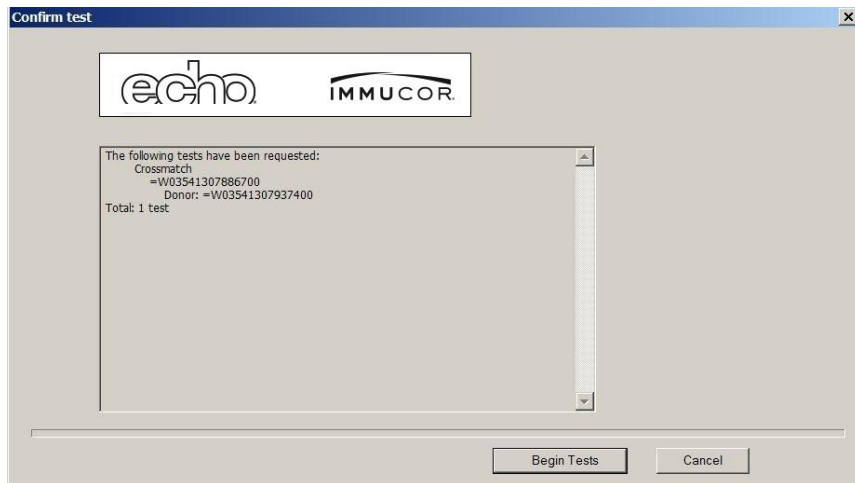 Confirm test
echo
IMMUCOR
The following tests have been requested:
Crossmatch
=W03541307886700
Donor: =W03541307937400
Total: 1 test
Begin Tests
Cancel